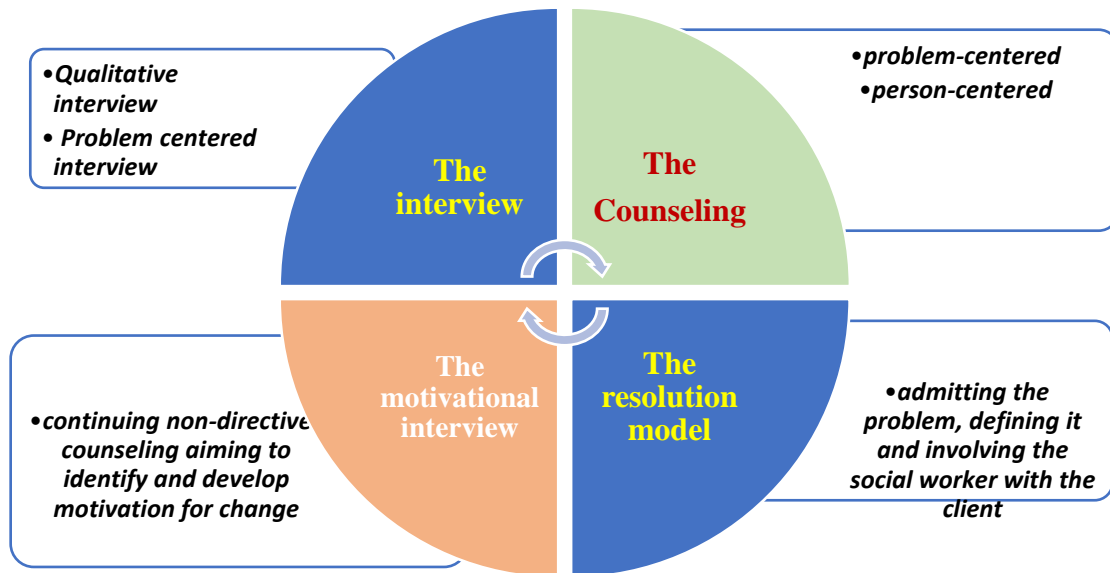 •Qualitative
interview
• Problem centered
interview
The
interview
The
Counseling
•problem-centered
•person-centered
•continuing non-directive
counseling aiming to
identify and develop
motivation for change
The
motivational
interview
The
resolution
model
•admitting the
problem, defining it
and involving the
social worker with the
client